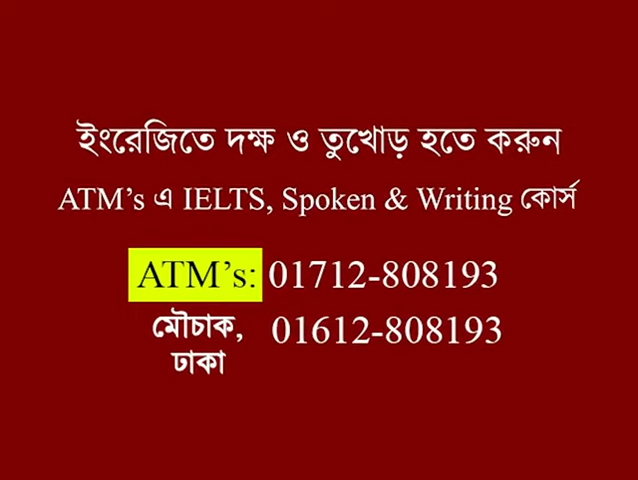 ইংরেজিতে দক্ষ ও তুখোড় হতে করুন
ATM’s এ IELTS, Spoken & Writing কোর্স
ATM’s: 01712-808193
মৌচাক, 01612-808193
ঢাকা